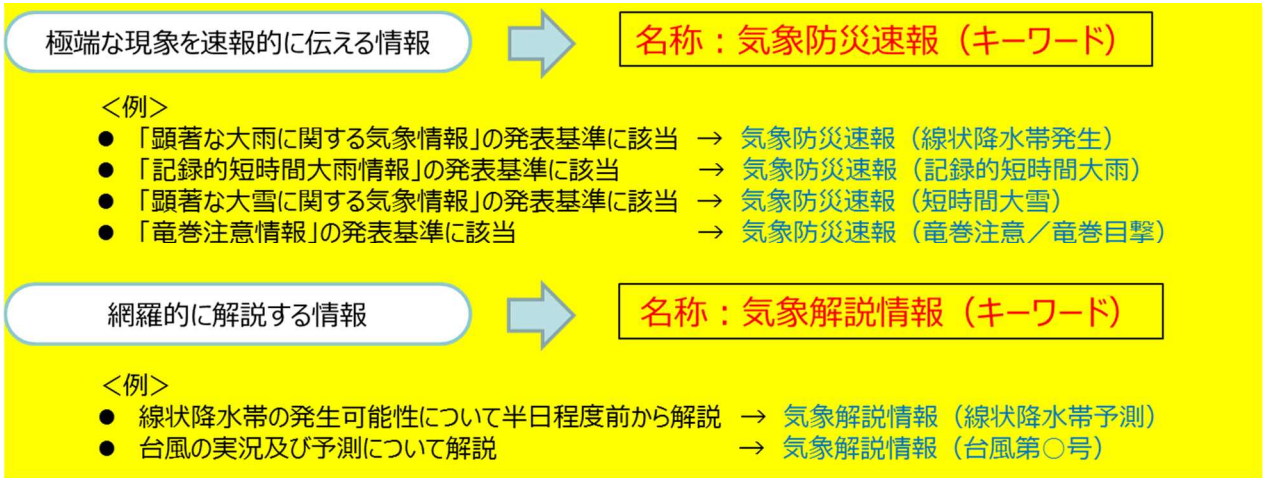 極端な現象を速報的に伝える情報
名称：気象防災速報（キーワード）
＜例＞
● 「顕著な大雨に関する気象情報」の発表基準に該当 → 気象防災速報（線状降水帯発生）
● 「記録的短時間大雨情報」の発表基準に該当 → 気象防災速報（記録的短時間大雨）
● 「顕著な大雪に関する気象情報」の発表基準に該当 → 気象防災速報（短時間大雪）
● 「竜巻注意情報」の発表基準に該当 → 気象防災速報（竜巻注意／竜巻目撃）
網羅的に解説する情報
名称：気象解説情報（キーワード）
＜例＞
● 線状降水帯の発生可能性について半日程度前から解説 → 気象解説情報（線状降水帯予測）
● 台風の実況及び予測について解説 → 気象解説情報（台風第○号）